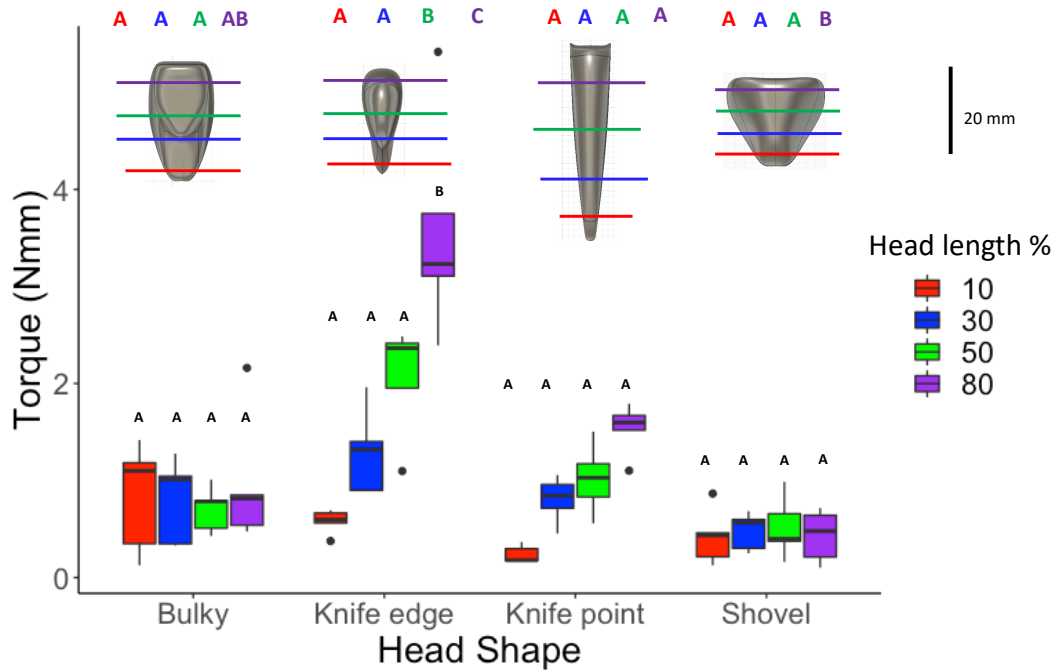 A A A AB A A B C A A A A A A A B
20 mm
4
B
Head length %
10
30
50
80
A A A
2
A A A A
A A A A
A A A A
0
Torque (Nmm)
Bulky Knife edge Knife point Shovel
Head Shape